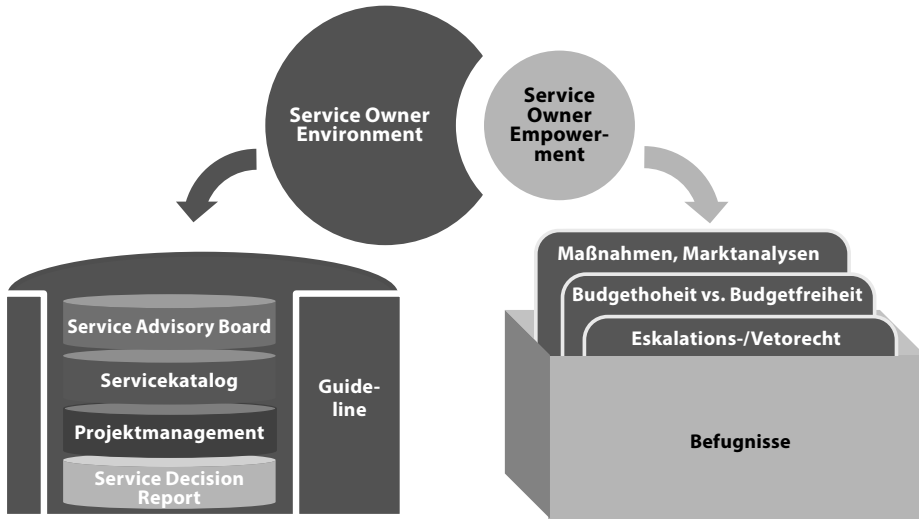 Service Owner
Environment
Service
Owner
Empower-
ment
Service Advisory Board
Servicekatalog
Projektmanagement
Service Decision
Report
Guide-
line
Maßnahmen, Marktanalysen
Budgethoheit vs. Budgetfreiheit
Eskalations-/Vetorecht
Befugnisse